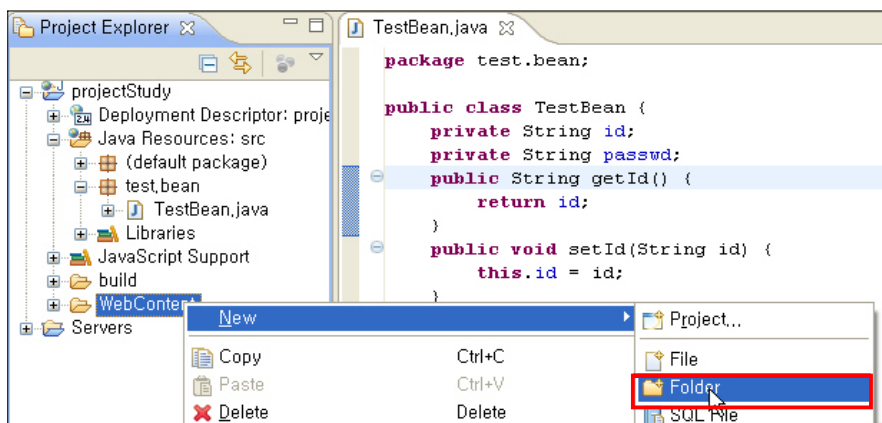 Project Explorer
projectStudy
Deployment Descriptor: proje
Java Resources: src
(default package)
test.bean
TestBean.java
Libraries
JavaScript Support
build
WebContent
Servers
TestBean.java
package test.bean;
public class TestBean {
private String id;
private String passwd;
public String getId() {
return id;
}
public void setId(String id) {
this.id = id;
}
New
Copy Ctrl+C
Paste Ctrl+V
Delete Delete
Project...
File
Folder
SQL File